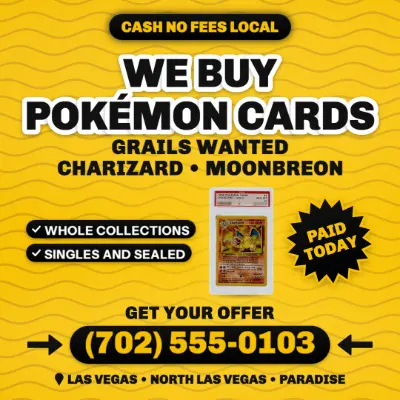 CASH NO FEES LOCAL
WE BUY
POKÉMON CARDS
GRAILS WANTED
CHARIZARD • MOONBREON
WHOLE COLLECTIONS
SINGLES AND SEALED
PAID
TODAY
GET YOUR OFFER
(702) 555-0103
LAS VEGAS • NORTH LAS VEGAS • PARADISE